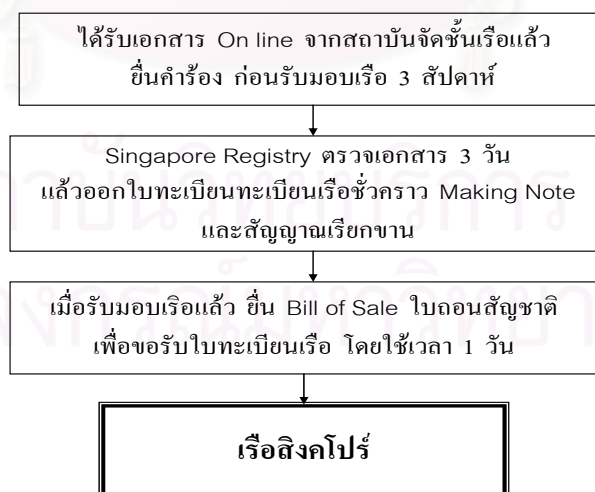 ได้รับเอกสาร On line จากสถาบันจัดชั้นเรือแล้ว
ยื่นคำร้อง ก่อนรับมอบเรือ 3 สัปดาห์
Singapore Registry ตรวจเอกสาร 3 วัน
แล้วออกใบทะเบียนทะเบียนเรือชั่วคราว Making Note
และสัญญาณเรียกขาน
เมื่อรับมอบเริอแล้ว ยื่น Bill of Sale ใบถอนสัญชาติ
เพื่อขอรับใบทะเบียนเรือ โดยใช้เวลา 1 วัน
เรือสิงคโปร์